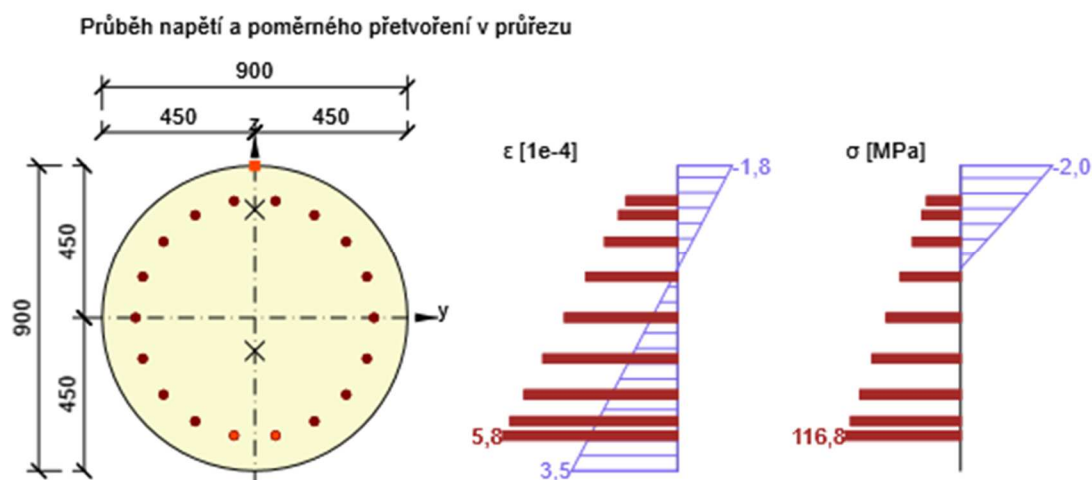 Průběh napětí a poměrného přetvoření v průřezu
900
450 450
z
ε [1e-4]
σ [MPa]
-1,8
-2,0
450
900
y
450
5,8
116,8
3,5